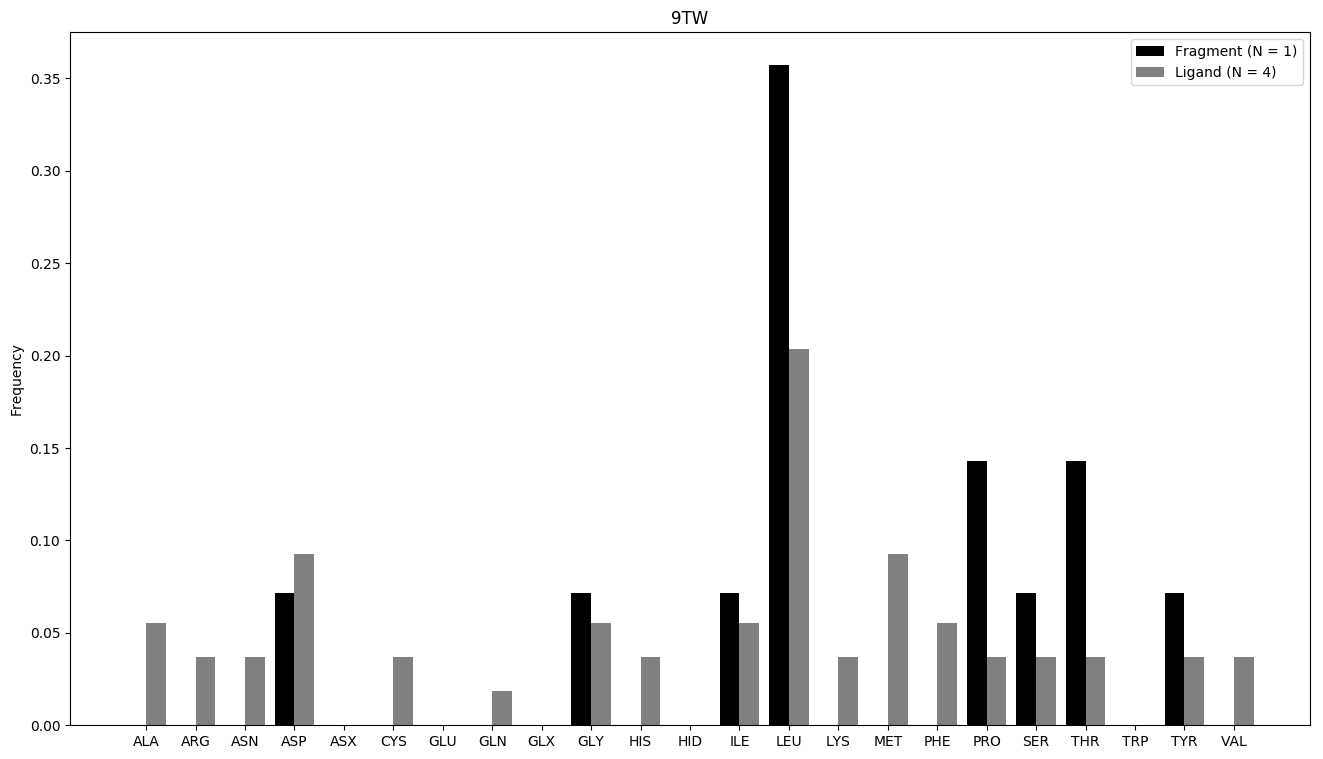 9TW
Fragment (N = 1)
Ligand (N = 4)
Frequency
0.35
0.30
0.25
0.20
0.15
0.10
0.05
0.00
ALA ARG ASN ASP ASX CYS GLU GLN GLX GLY HIS HID ILE LEU LYS MET PHE PRO SER THR TRP TYR VAL